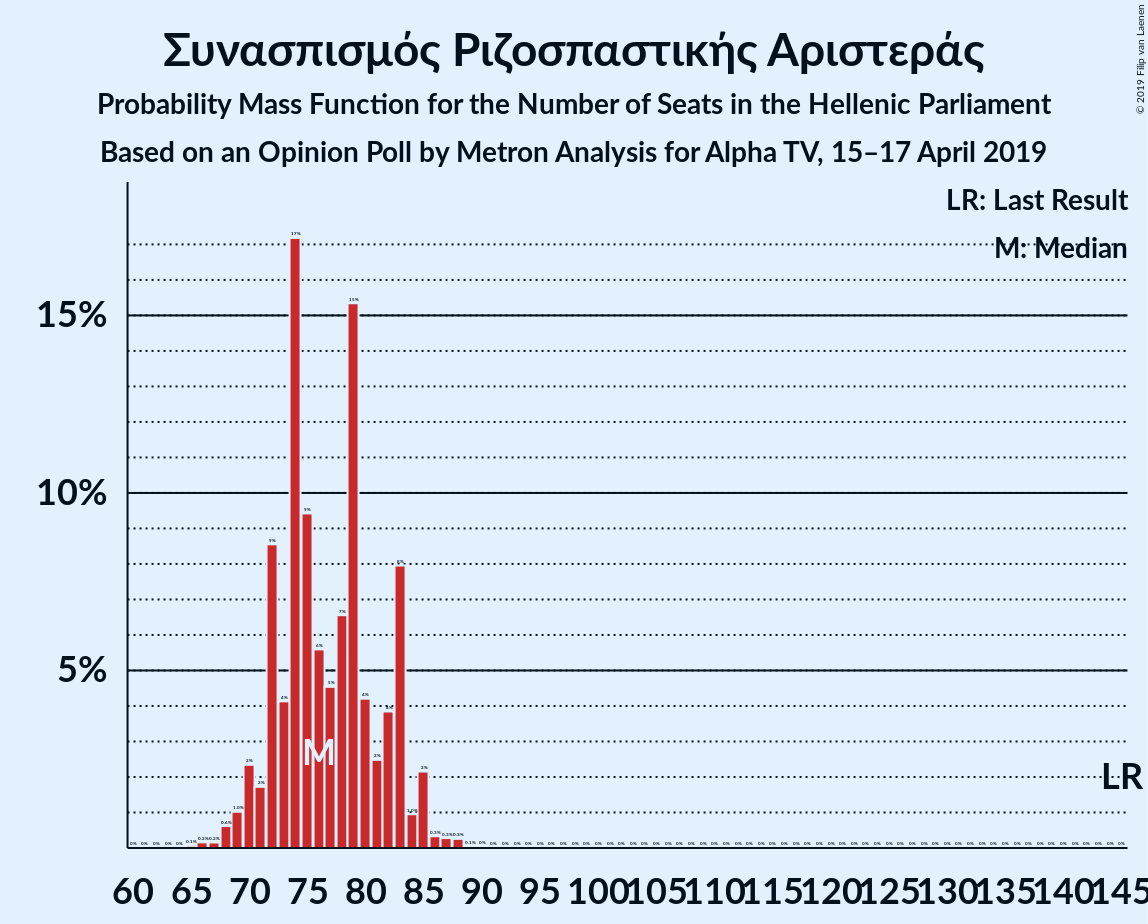 Συνασπισμός Ριζοσπαστικής Αριστεράς
Probability Mass Function for the Number of Seats in the Hellenic Parliament
Based on an Opinion Poll by Metron Analysis for Alpha TV, 15–17 April 2019
© 2019 Filip van Laenen
LR: Last Result
M: Median
15%
10%
5%
M
LR
60 65 70 75 80 85 90 95 100 105 110 115 120 125 130 135 140 145